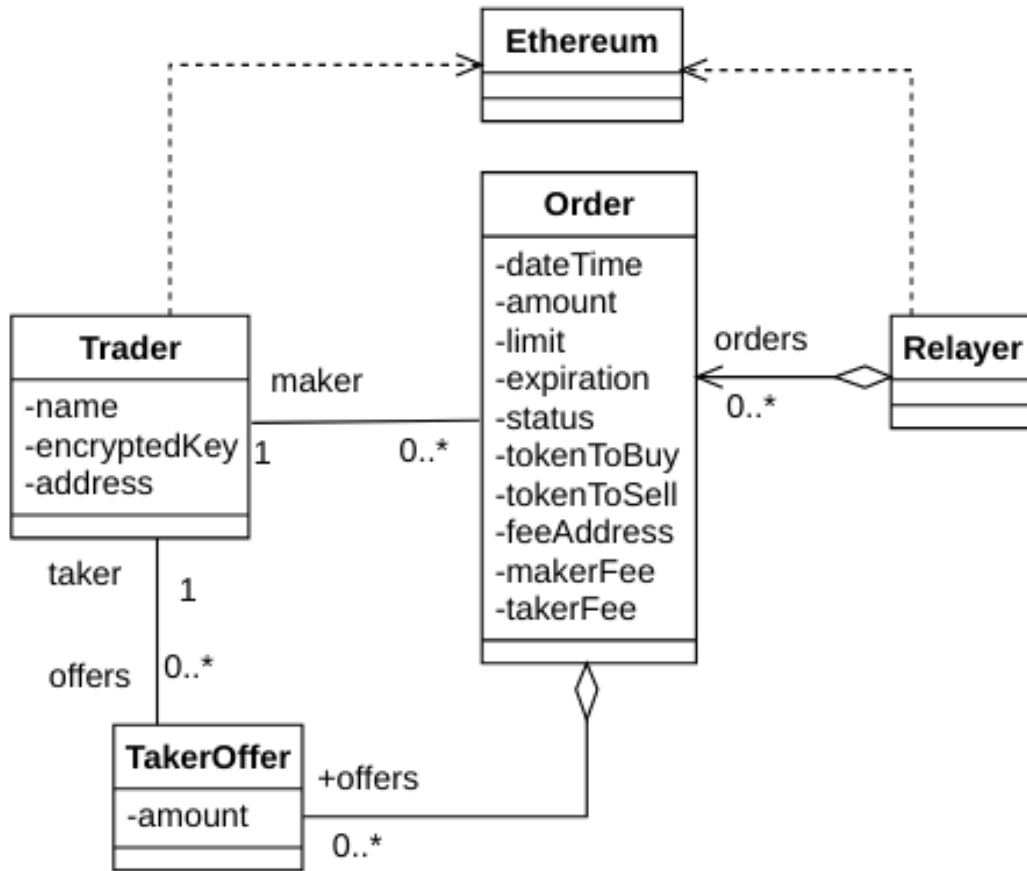 Ethereum
Order
-dateTime
-amount
-limit
-expiration
-status
-tokenToBuy
-tokenToSell
-feeAddress
-makerFee
-takerFee
Trader
-name
-encryptedKey
-address
maker
1
0..*
orders
0..*
Relayer
taker
1
offers
0..*
TakerOffer
-amount
+offers
0..*